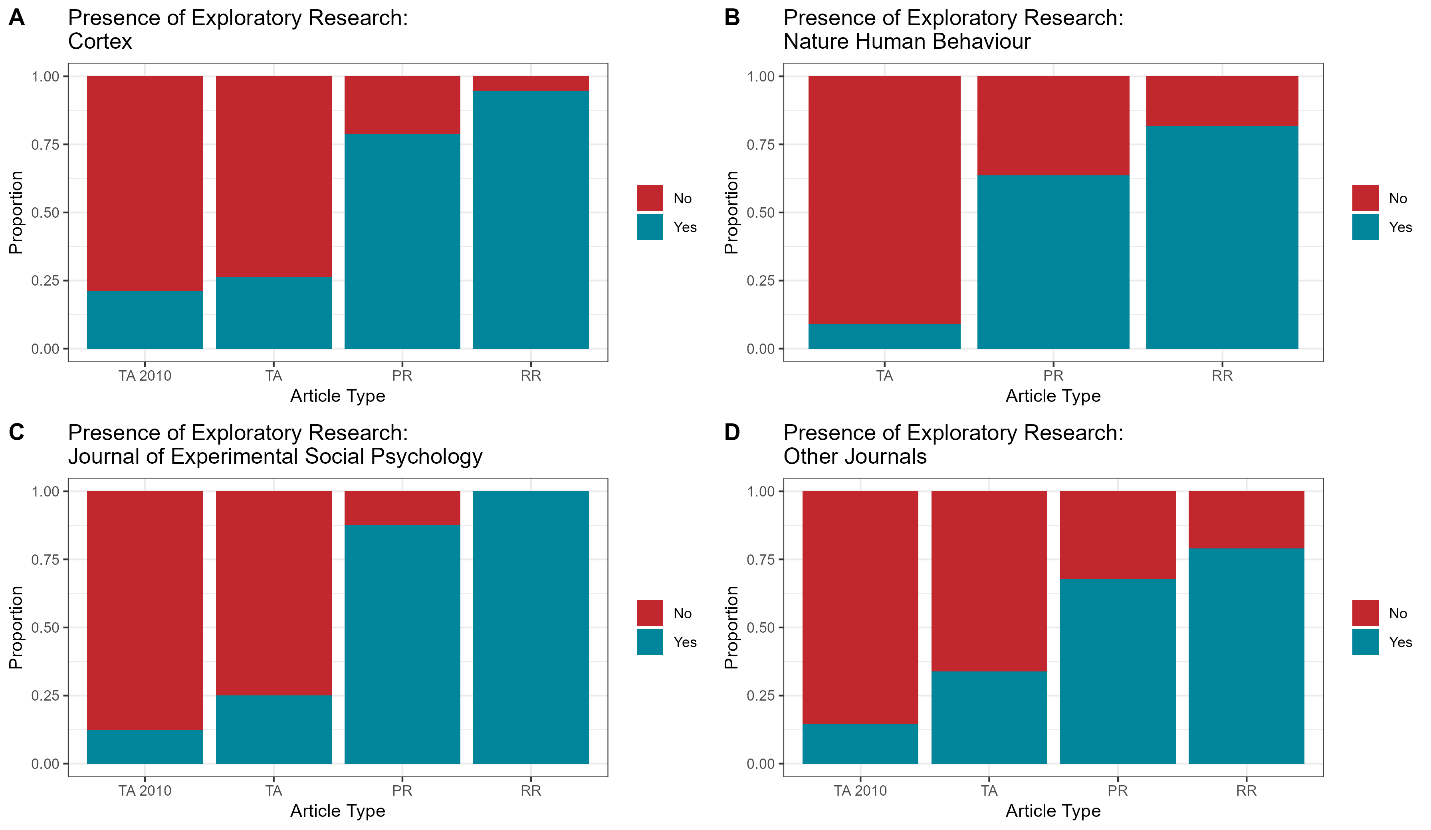 A
Presence of Exploratory Research:
Cortex
1.00
0.75
0.50
0.25
0.00
Proportion
TA 2010
TA
PR
RR
Article Type
No
Yes
B
Presence of Exploratory Research:
Nature Human Behaviour
1.00
0.75
0.50
0.25
0.00
Proportion
TA
PR
RR
Article Type
No
Yes
C
Presence of Exploratory Research:
Journal of Experimental Social Psychology
1.00
0.75
0.50
0.25
0.00
Proportion
TA 2010
TA
PR
RR
Article Type
No
Yes
D
Presence of Exploratory Research:
Other Journals
1.00
0.75
0.50
0.25
0.00
Proportion
TA 2010
TA
PR
RR
Article Type
No
Yes